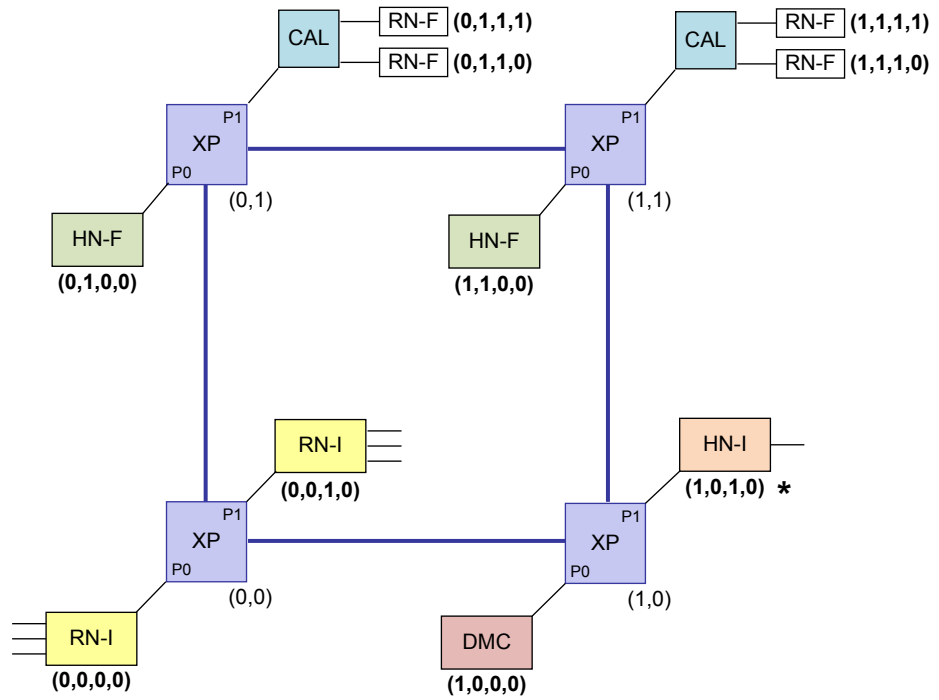 RN-F (0,1,1,1)
CAL
RN-F (0,1,1,0)
RN-F (1,1,1,1)
CAL
RN-F (1,1,1,0)
P1
XP
P0
(0,1)
P1
XP
P0
(1,1)
HN-F
(0,1,0,0)
HN-F
(1,1,0,0)
RN-I
(0,0,1,0)
HN-I
(1,0,1,0) *
P1
XP
P0
(0,0)
P1
XP
P0
(1,0)
RN-I
(0,0,0,0)
DMC
(1,0,0,0)